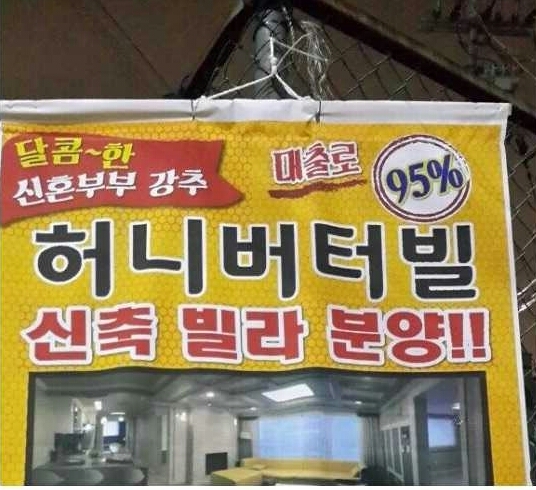 달콤~한
신혼부부 강추
대출로 95%
허니버터빌
신축 빌라 분양!!